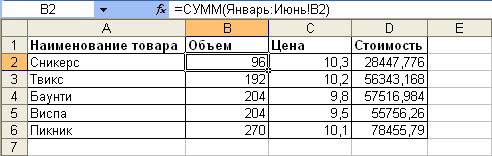 B2 fx =СУММ(Январь:Июнь!B2)
A B C D E
1 Наименование товара Объем Цена Стоимость
2 Сникерс 96 10,3 28447,776
3 Твикс 192 10,2 56343,168
4 Баунти 204 9,8 57516,984
5 Виспа 204 9,5 55756,26
6 Пикник 270 10,1 78455,79
7